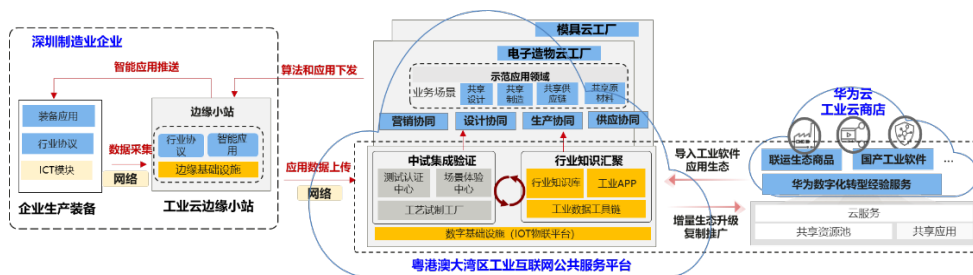 深圳制造业企业
智能应用推送
装备应用
行业协议
ICT模块
企业生产装备
数据采集
网络
边缘小站
行业协议
智能应用
边缘基础设施
工业云边缘小站
算法和应用下发
应用数据上传
网络
模具云工厂
电子造物云工厂
示范应用领域
业务场景
共享设计
共享制造
共享供应链
共享原材料
营销协同
设计协同
生产协同
供应协同
中试集成验证
测试认证中心
场景体验中心
工艺试制工厂
行业知识汇聚
行业知识库
工业APP
工业数据工具链
数字基础设施（IOT物联平台）
粤港澳大湾区工业互联网公共服务平台
导入工业软件
应用生态
增量生态升级
复制推广
华为云
工业云商店
联运生态商品
国产工业软件
...
华为数字化转型经验服务
云服务
共享资源池
共享应用